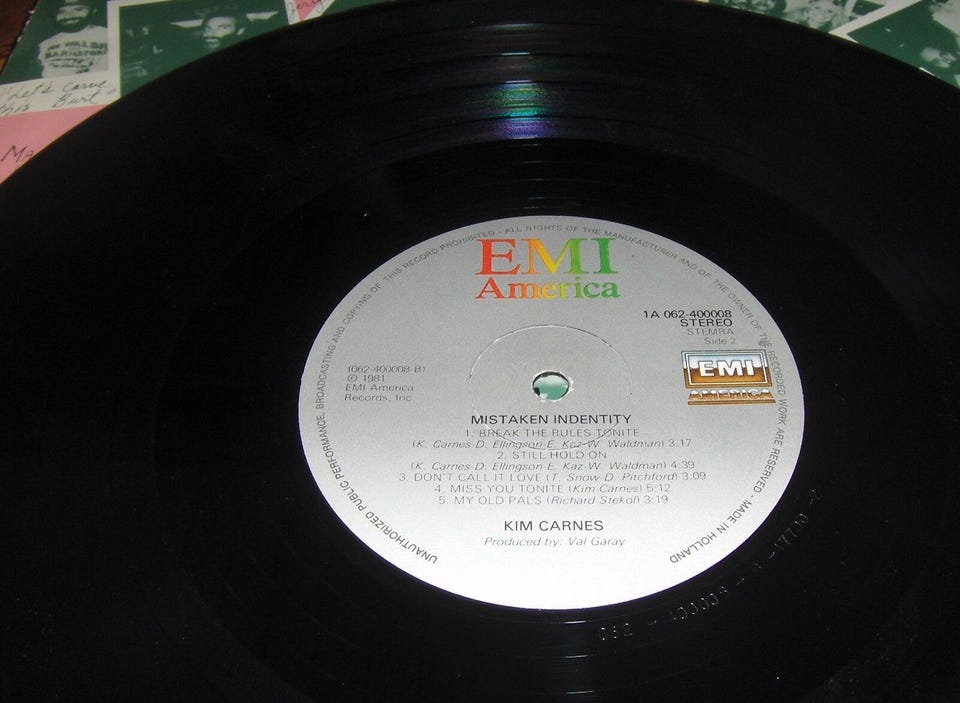 "Let's carve
this Burt"
UNAUTHORIZED PUBLIC PERFORMANCE, BROADCASTING AND COPYING OF THIS RECORD PROHIBITED - ALL RIGHTS OF THE MANUFACTURER AND OF THE OWNER OF THE RECORDED WORK ARE RESERVED - MADE IN HOLLAND
EMI
America
1A 062-400008
STEREO
STEMRA
Side 2
EMI
AMERICA
(062-400008-B)
℗ 1981
EMI America
Records, Inc.
MISTAKEN INDENTITY
1. BREAK THE RULES TONITE
(K. Carnes-D. Ellingson-E. Kaz-W. Waldman) 3:17
2. STILL HOLD ON
(K. Carnes-D. Ellingson-E. Kaz-W. Waldman) 4:39
3. DON'T CALL IT LOVE (T. Snow-D. Pitchford) 3:09
4. MISS YOU TONITE (Kim Carnes) 5:12
5. MY OLD PALS (Richard Stekol) 3:19
KIM CARNES
Produced by: Val Garay